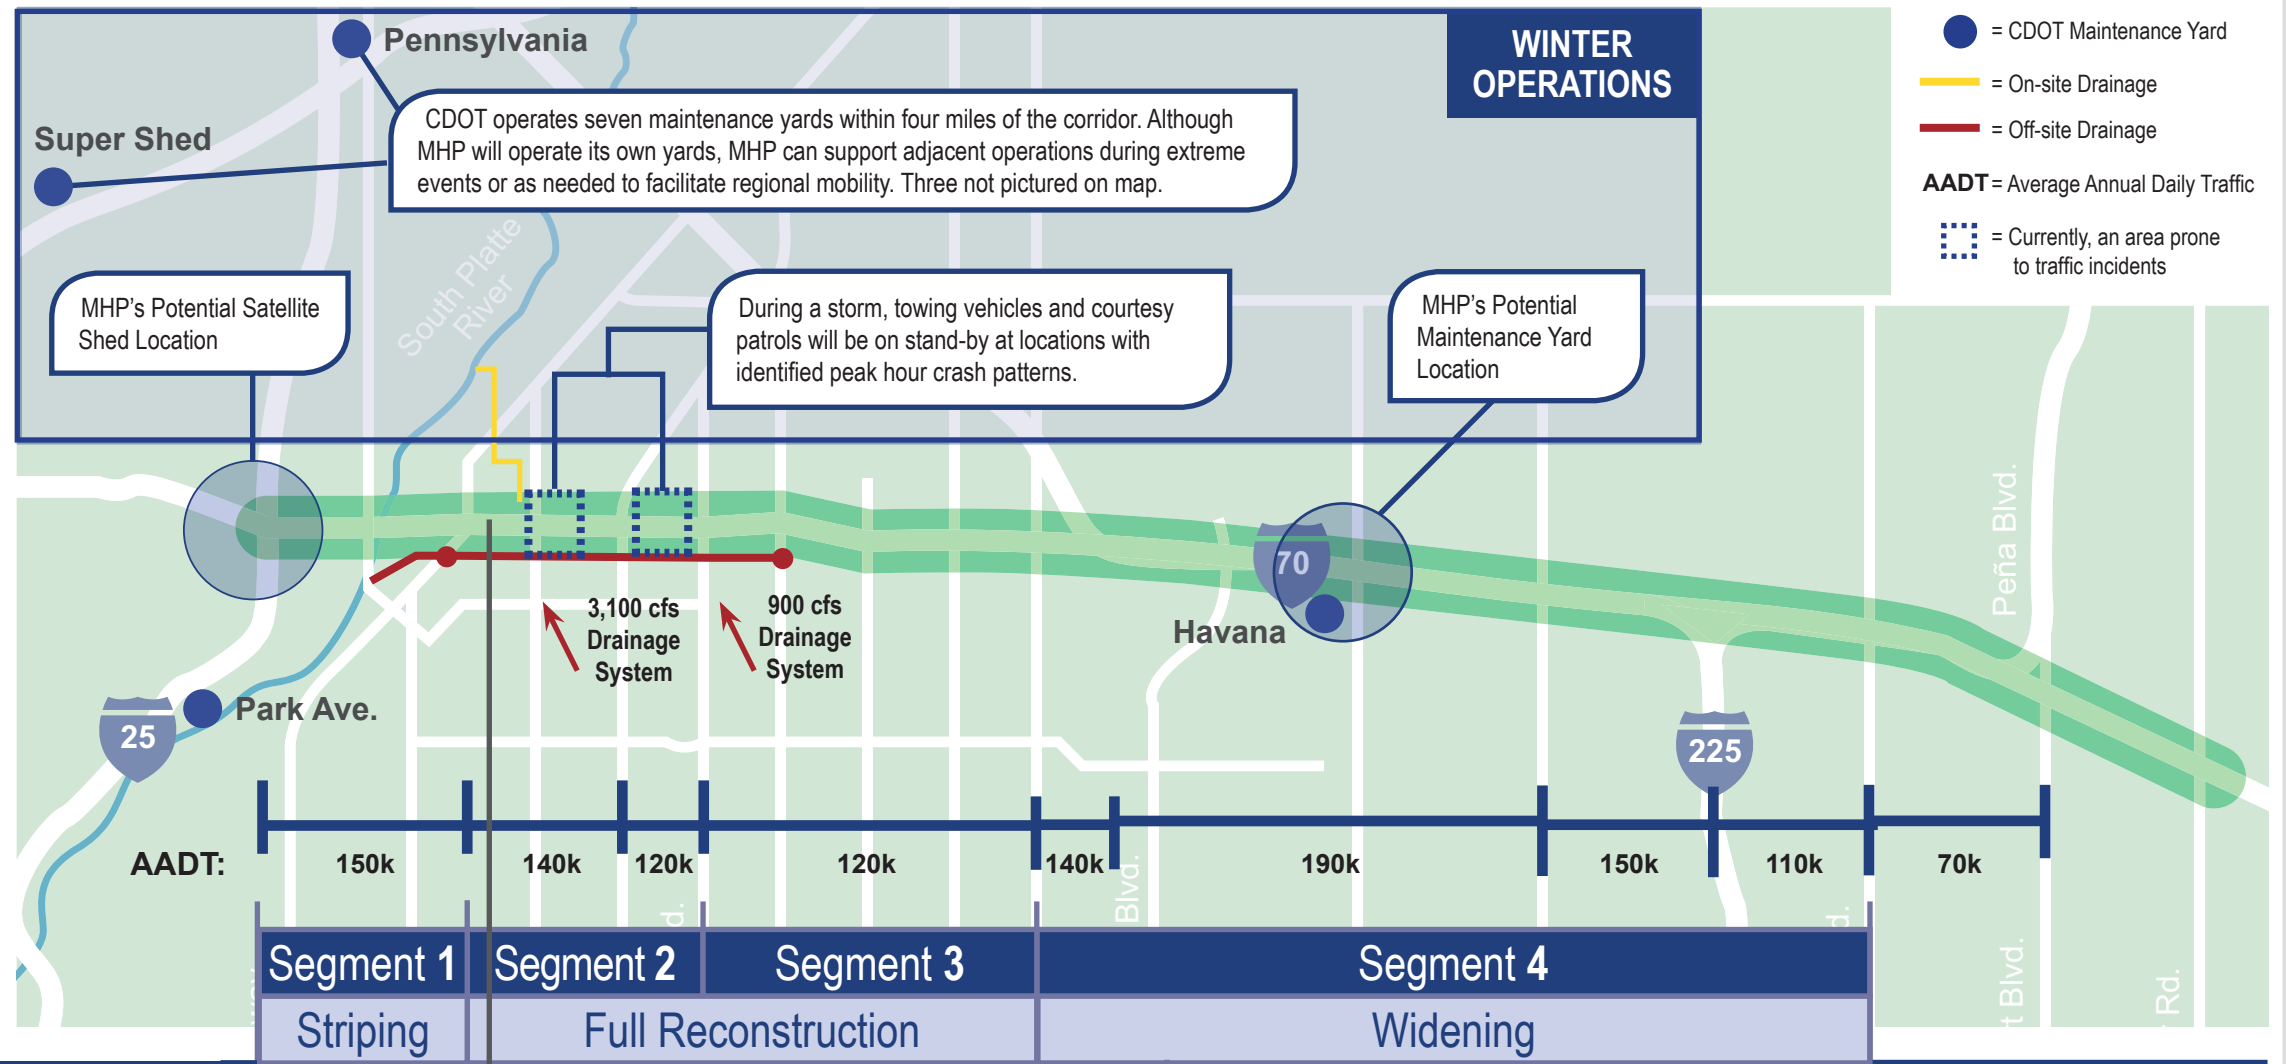 Pennsylvania
Super Shed
WINTER
OPERATIONS
CDOT operates seven maintenance yards within four miles of the corridor. Although
MHP will operate its own yards, MHP can support adjacent operations during extreme
events or as needed to facilitate regional mobility. Three not pictured on map.
= CDOT Maintenance Yard
= On-site Drainage
= Off-site Drainage
AADT = Average Annual Daily Traffic
= Currently, an area prone
to traffic incidents
South Platte
River
MHP's Potential Satellite
Shed Location
During a storm, towing vehicles and courtesy
patrols will be on stand-by at locations with
identified peak hour crash patterns.
MHP's Potential
Maintenance Yard
Location
Peña Blvd.
70
Havana
3,100 cfs
Drainage
System
900 cfs
Drainage
System
25
Park Ave.
225
AADT:
150k
140k
120k
120k
140k
190k
150k
110k
70k
Blvd.
d.
d.
t Blvd.
Rd.
Segment 1
Segment 2
Segment 3
Segment 4
Striping
Full Reconstruction
Widening